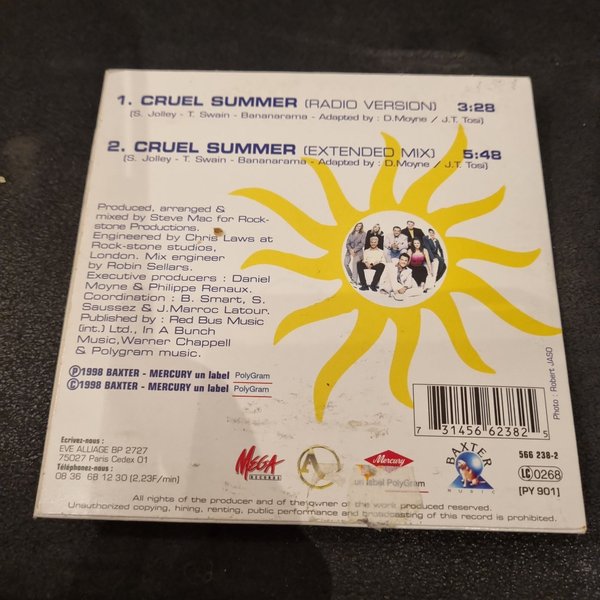 1. CRUEL SUMMER (RADIO VERSION) 3:28
(S. Jolley - T. Swain - Bananarama - Adapted by : D.Moyne / J.T. Tosi)
2. CRUEL SUMMER (EXTENDED MIX) 5:48
(S. Jolley - T. Swain - Bananarama - Adapted by : D.Moyne / J.T. Tosi)
Produced, arranged &
mixed by Steve Mac for Rock-
stone Productions.
Engineered by Chris Laws at
Rock-stone studios,
London. Mix engineer
by Robin Sellars.
Executive producers : Daniel
Moyne & Philippe Renaux.
Coordination : B. Smart, S.
Saussez & J.Marroc Latour.
Published by : Red Bus Music
(int.) Ltd., In A Bunch
Music,Warner Chappell
& Polygram music.
℗1998 BAXTER - MERCURY un label PolyGram
©1998 BAXTER - MERCURY un label PolyGram
Photo : Robert JASO
7 31456 62382 5
Ecrivez-nous :
EVE ALLIAGE BP 2727
75027 Paris Cedex 01
Téléphonez-nous :
08 36 68 12 30 (2.23F/min)
MEGA
RECORDS
A
Mercury
un label PolyGram
BAXTER
MUSIC
566 238-2
LC 0268
[PY 901]
All rights of the producer and of the owner of the work produced reserved.
Unauthorized copying, hiring, renting, public performance and broadcasting of this record is prohibited.